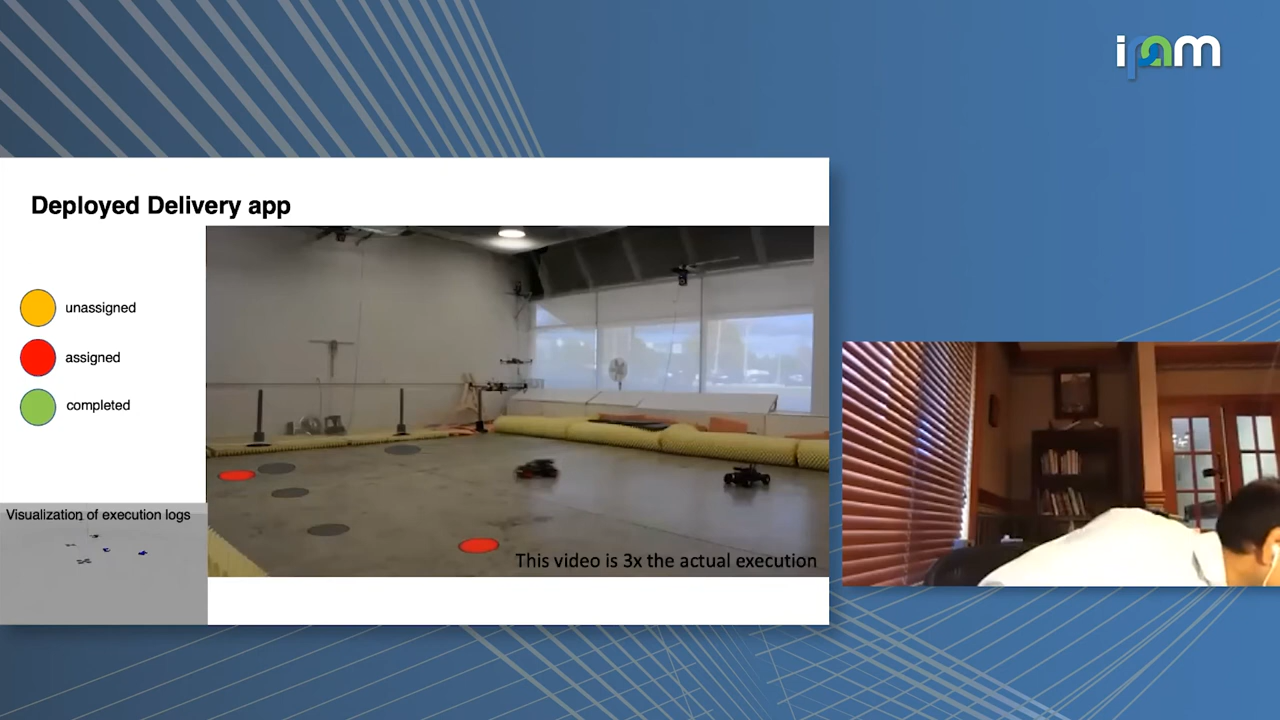 ipam
Deployed Delivery app
unassigned
assigned
completed
Visualization of execution logs
This video is 3x the actual execution